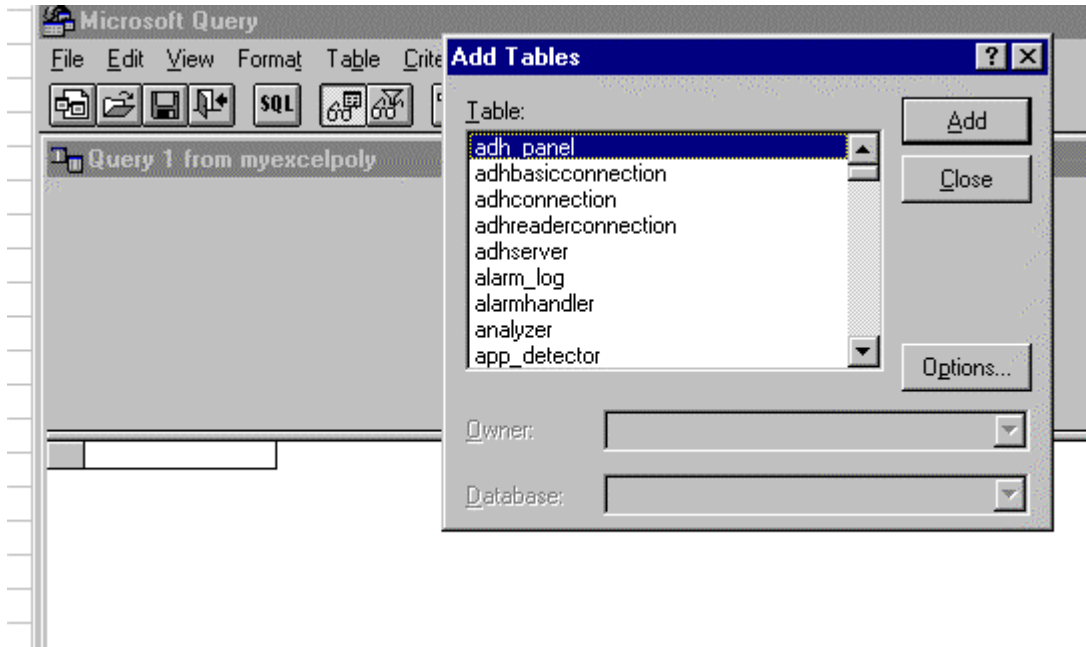 Microsoft Query
File Edit View Format Table Crite
SQL
Query 1 from myexcelpoly
Add Tables
Table:
adh_panel
adhbasicconnection
adhconnection
adhreaderconnection
adhserver
alarm_log
alarmhandler
analyzer
app_detector
Add
Close
Options...
Owner:
Database: